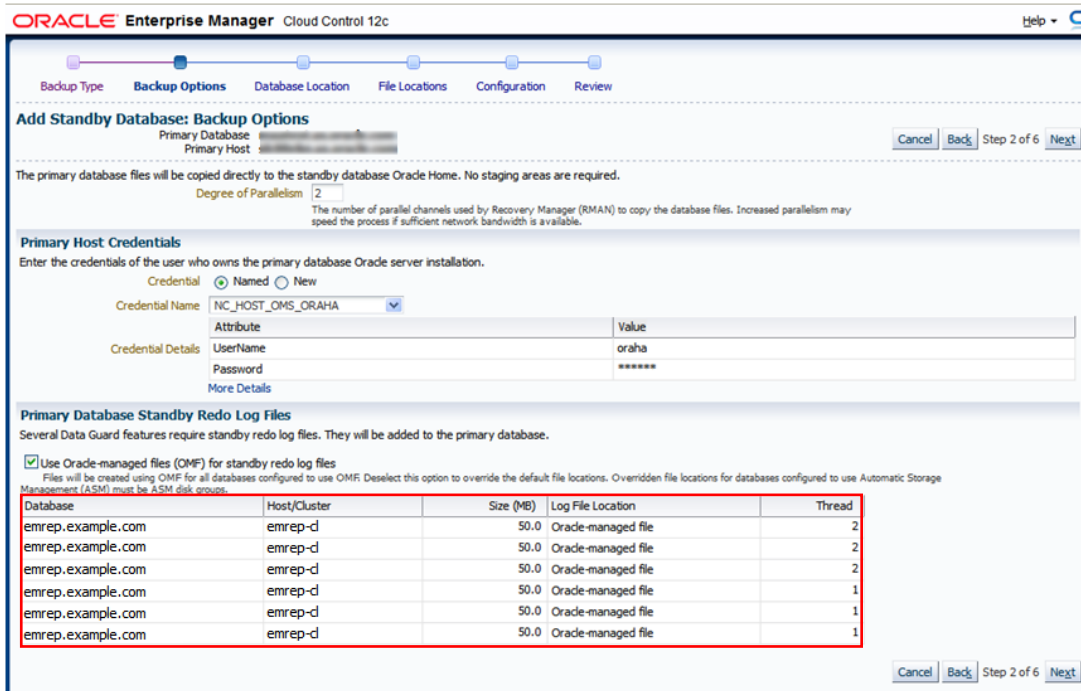 ORACLE Enterprise Manager Cloud Control 12c
Help
Backup Type Backup Options Database Location File Locations Configuration Review
Add Standby Database: Backup Options
Primary Database
Primary Host
Cancel Back Step 2 of 6 Next
The primary database files will be copied directly to the standby database Oracle Home. No staging areas are required.
Degree of Parallelism 2
The number of parallel channels used by Recovery Manager (RMAN) to copy the database files. Increased parallelism may
speed the process if sufficient network bandwidth is available.
Primary Host Credentials
Enter the credentials of the user who owns the primary database Oracle server installation.
Credential Named New
Credential Name NC_HOST_OMS_ORAHA
Attribute Value
Credential Details UserName oraha
Password ******
More Details
Primary Database Standby Redo Log Files
Several Data Guard features require standby redo log files. They will be added to the primary database.
Use Oracle-managed files (OMF) for standby redo log files
Files will be created using OMF for all databases configured to use OMF. Deselect this option to override the default file locations. Overridden file locations for databases configured to use Automatic Storage
Management (ASM) must be ASM disk groups.
Database Host/Cluster Size (MB) Log File Location Thread
emrep.example.com emrep-cl 50.0 Oracle-managed file 2
emrep.example.com emrep-cl 50.0 Oracle-managed file 2
emrep.example.com emrep-cl 50.0 Oracle-managed file 2
emrep.example.com emrep-cl 50.0 Oracle-managed file 1
emrep.example.com emrep-cl 50.0 Oracle-managed file 1
emrep.example.com emrep-cl 50.0 Oracle-managed file 1
Cancel Back Step 2 of 6 Next